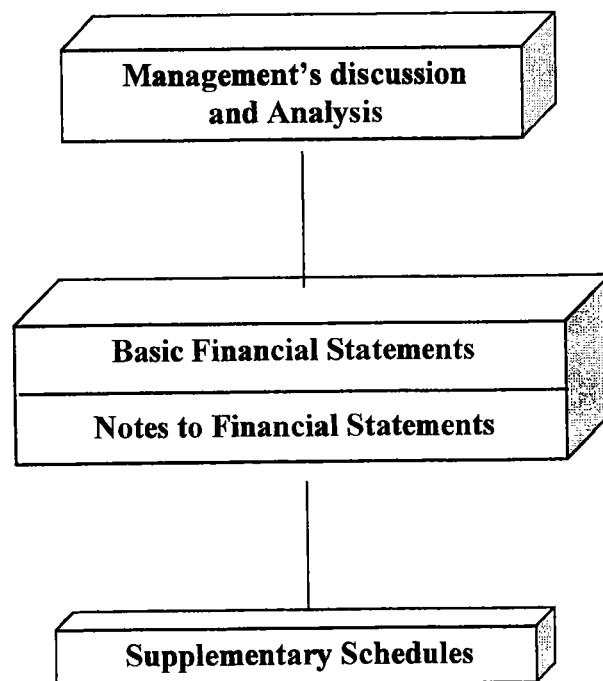 Management's discussion
and Analysis
Basic Financial Statements
Notes to Financial Statements
Supplementary Schedules